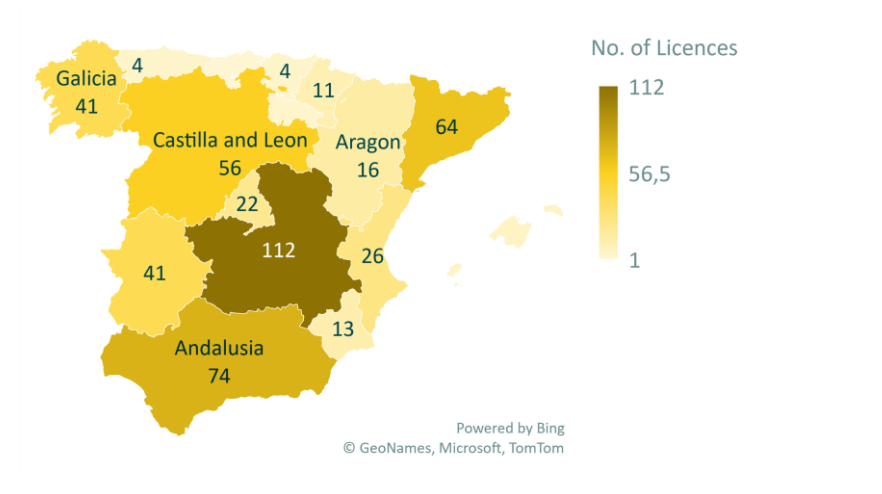 No. of Licences
112
56,5
1
4
4
Galicia
41
11
Castilla and Leon
56
Aragon
16
64
22
112
26
41
13
Andalusia
74
Powered by Bing
© GeoNames, Microsoft, TomTom